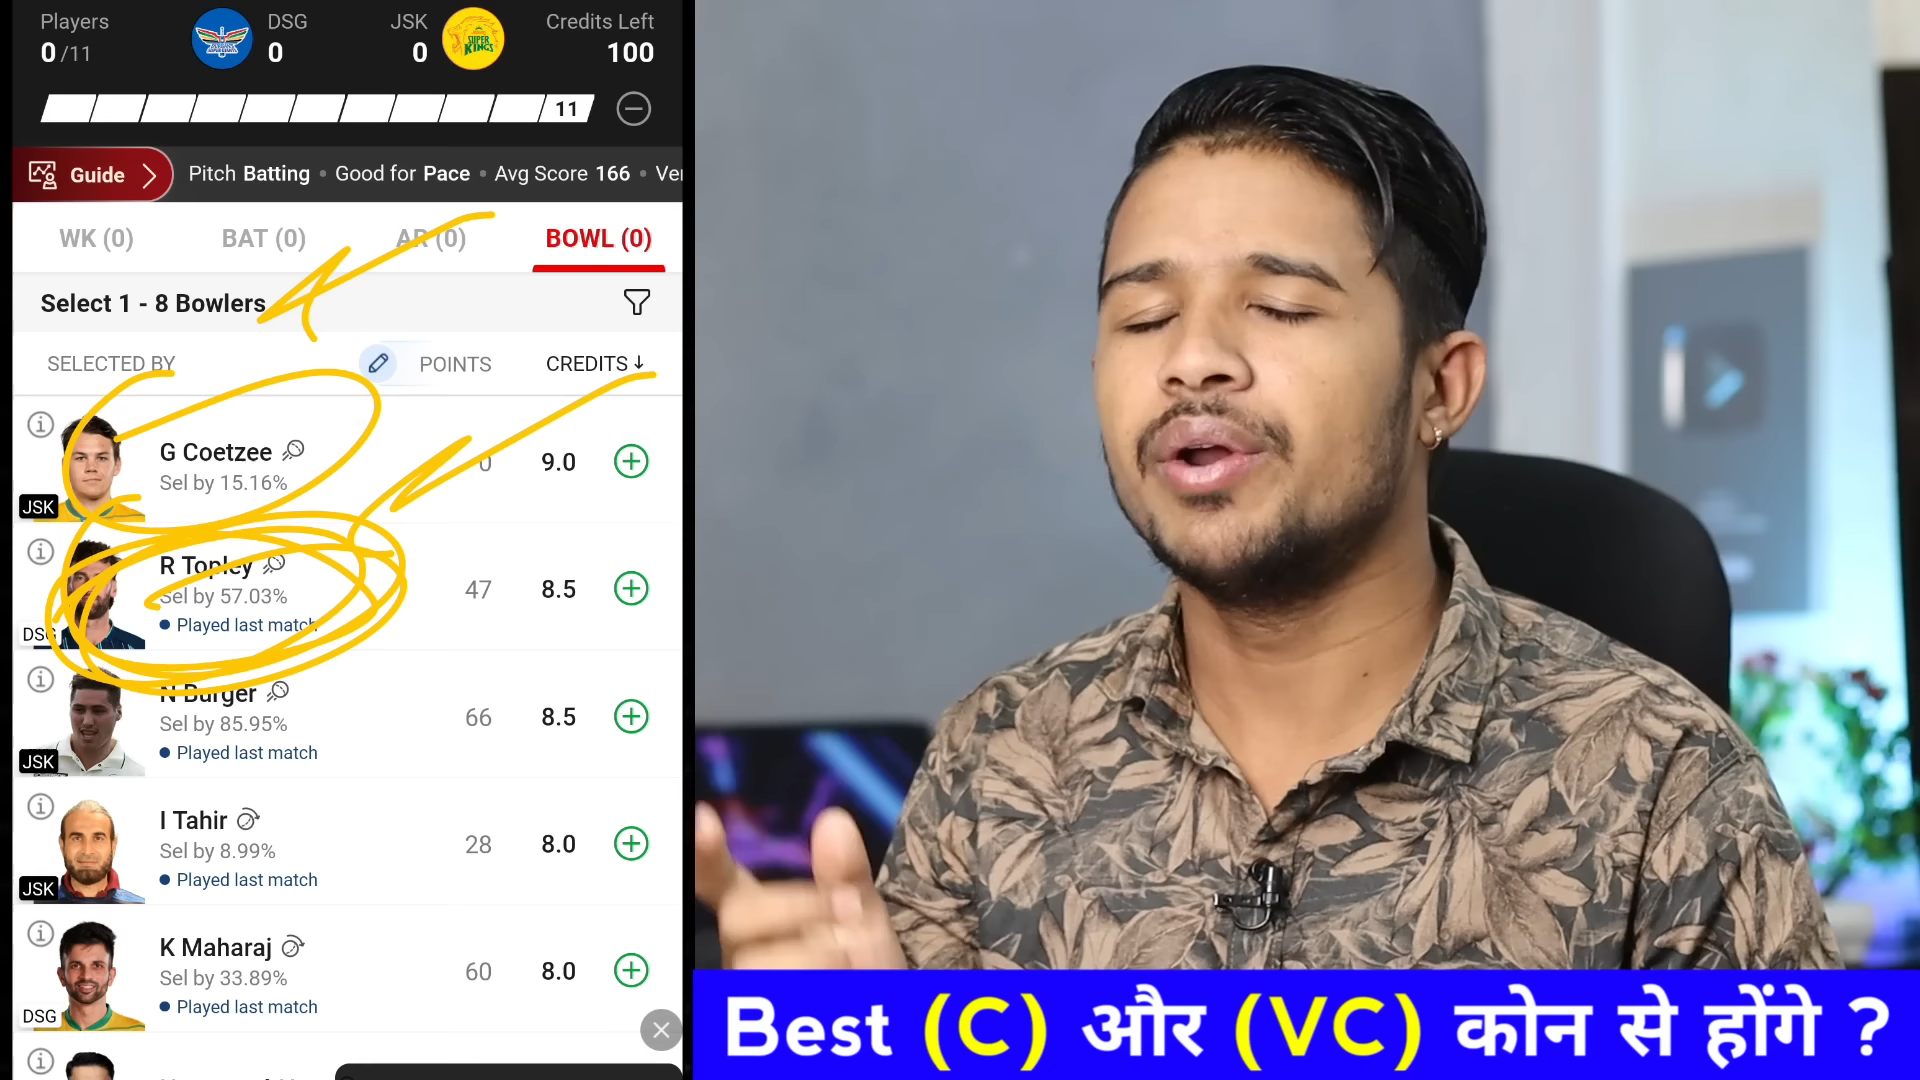 Players
DSG
JSK
Credits Left
0 /11
0
0
SUPER KINGS
100
11
Guide
Pitch Batting • Good for Pace • Avg Score 166 •
WK (0)
BAT (0)
AR (0)
BOWL (0)
Select 1 - 8 Bowlers
SELECTED BY
POINTS
CREDITS ↓
G Coetzee
Sel by 15.16%
0
9.0
JSK
R Topley
Sel by 57.03%
Played last match
47
8.5
DSG
N Burger
Sel by 85.95%
Played last match
66
8.5
JSK
I Tahir
Sel by 8.99%
Played last match
28
8.0
JSK
K Maharaj
Sel by 33.89%
Played last match
60
8.0
DSG
Best (C) और (VC) कोन से होंगे ?